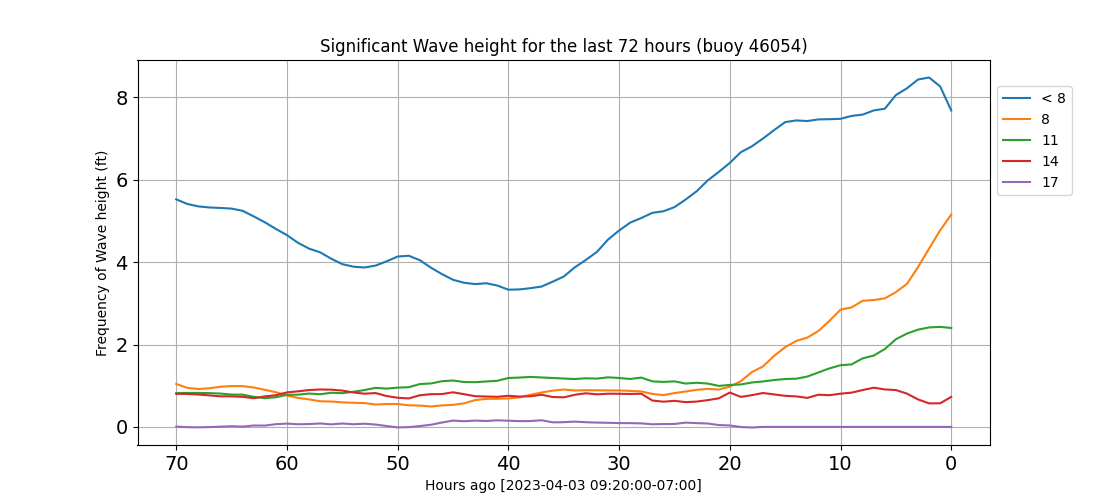 Significant Wave height for the last 72 hours (buoy 46054)
Frequency of Wave height (ft)
8
6
4
2
0
70 60 50 40 30 20 10 0
Hours ago [2023-04-03 09:20:00-07:00]
< 8
8
11
14
17